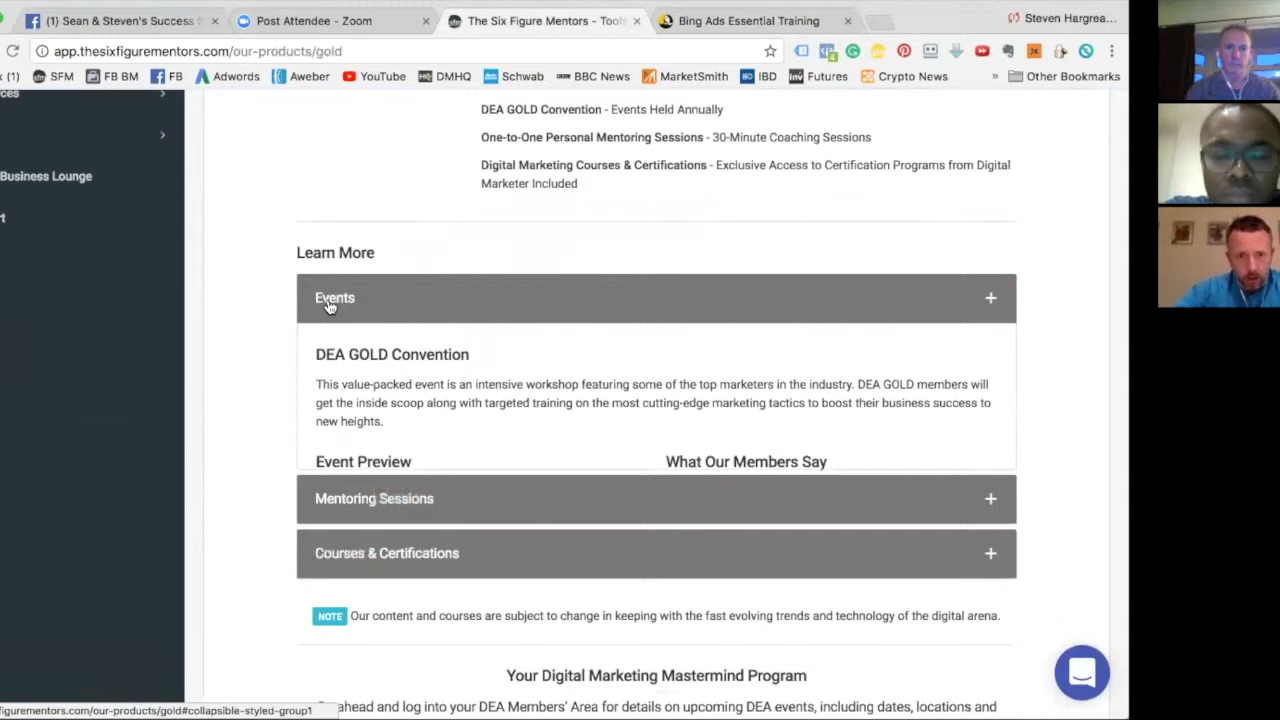 (1) Sean & Steven's Success
Post Attendee - Zoom
The Six Figure Mentors - Tools
Bing Ads Essential Training
Steven Hargrea...
app.thesixfigurementors.com/our-products/gold
(1)
SFM
FB BM
FB
Adwords
Aweber
YouTube
DMHQ
Schwab
BBC News
MarketSmith
IBD
Futures
Crypto News
»
Other Bookmarks
ces
Business Lounge
rt
DEA GOLD Convention - Events Held Annually
One-to-One Personal Mentoring Sessions - 30-Minute Coaching Sessions
Digital Marketing Courses & Certifications - Exclusive Access to Certification Programs from Digital
Marketer Included
Learn More
Events +
DEA GOLD Convention
This value-packed event is an intensive workshop featuring some of the top marketers in the industry. DEA GOLD members will
get the inside scoop along with targeted training on the most cutting-edge marketing tactics to boost their business success to
new heights.
Event Preview
What Our Members Say
Mentoring Sessions +
Courses & Certifications +
NOTE Our content and courses are subject to change in keeping with the fast evolving trends and technology of the digital arena.
Your Digital Marketing Mastermind Program
ahead and log into your DEA Members' Area for details on upcoming DEA events, including dates, locations and
figurementors.com/our-products/gold#collapsible-styled-group1